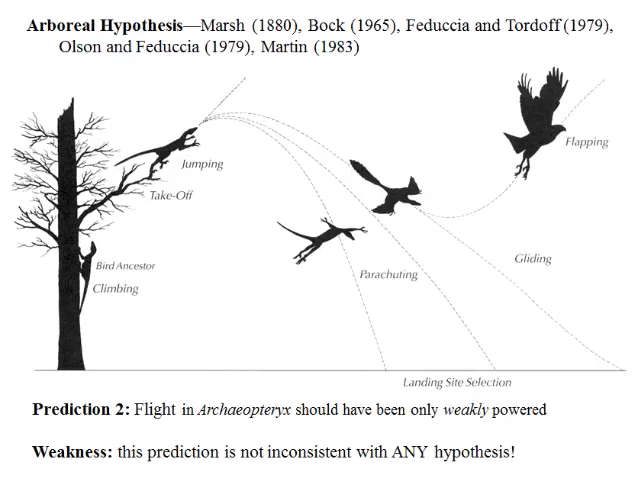 Arboreal Hypothesis—Marsh (1880), Bock (1965), Feduccia and Tordoff (1979),
Olson and Feduccia (1979), Martin (1983)
Jumping
Flapping
Take-Off
Bird Ancestor
Climbing
Gliding
Parachuting
Landing Site Selection
Prediction 2: Flight in Archaeopteryx should have been only weakly powered
Weakness: this prediction is not inconsistent with ANY hypothesis!